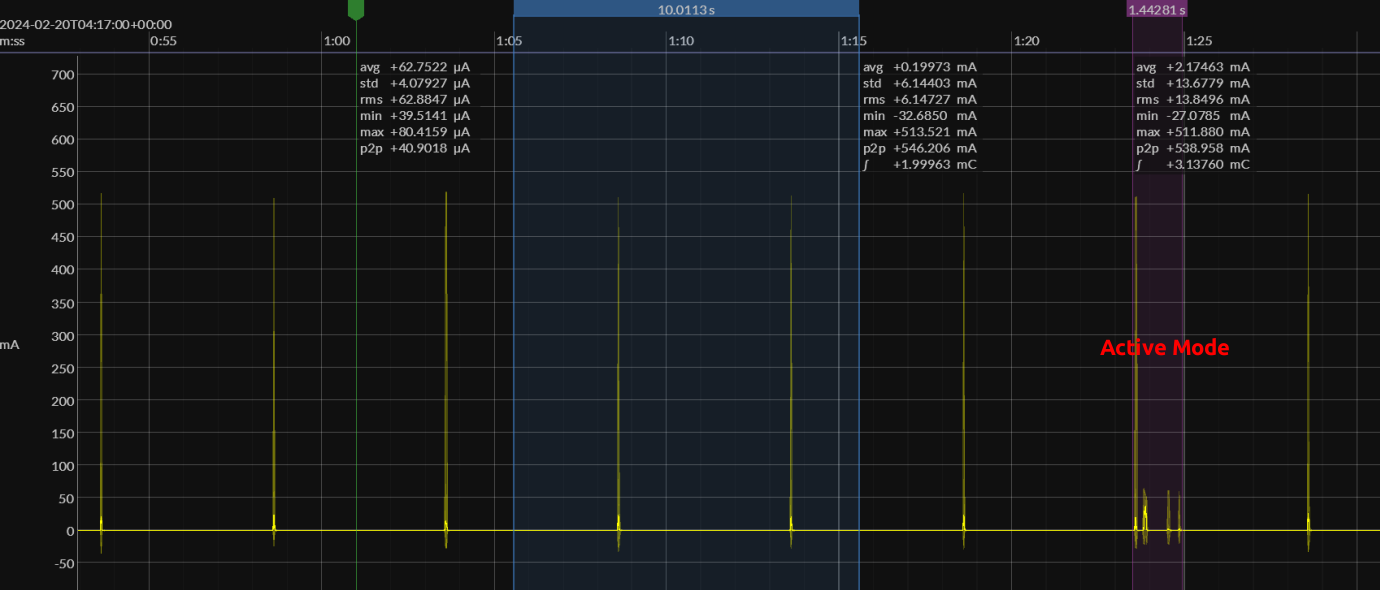 10.0113 s
1.44281 s
2024-02-20T04:17:00+00:00
m:ss
0:55
1:00
1:05
1:10
1:15
1:20
1:25
avg +62.7522 µA
std +4.07927 µA
rms +62.8847 µA
min +39.5141 µA
max +80.4159 µA
p2p +40.9018 µA
avg +0.19973 mA
std +6.14403 mA
rms +6.14727 mA
min -32.6850 mA
max +513.521 mA
p2p +546.206 mA
∫ +1.99963 mC
avg +2.17463 mA
std +13.6779 mA
rms +13.8496 mA
min -27.0785 mA
max +511.880 mA
p2p +538.958 mA
∫ +3.13760 mC
700
650
600
550
500
450
400
350
300
mA
250
200
150
100
50
0
-50
Active Mode